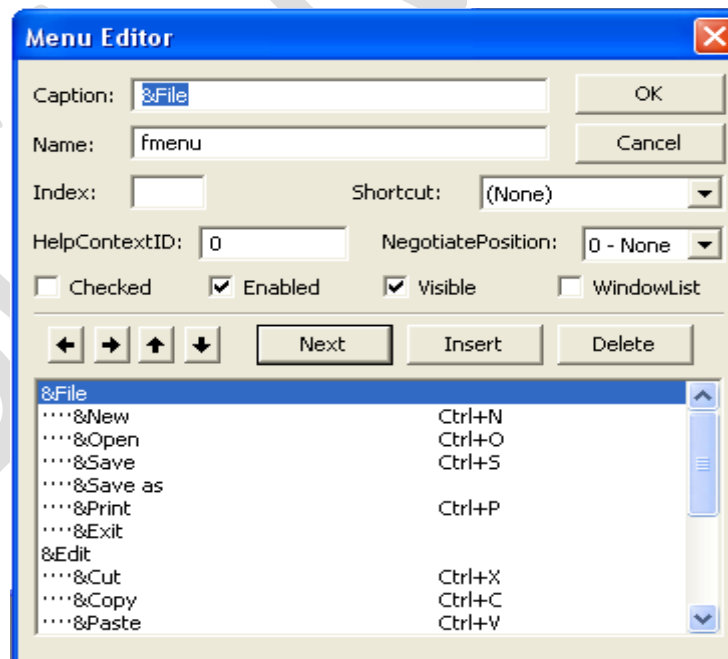 Menu Editor
Caption: &File OK
Name: fmenu Cancel
Index: Shortcut: (None)
HelpContextID: 0 NegotiatePosition: 0 - None
Checked Enabled Visible WindowList
Next Insert Delete
&File
····&New Ctrl+N
····&Open Ctrl+O
····&Save Ctrl+S
····&Save as
····&Print Ctrl+P
····&Exit
&Edit
····&Cut Ctrl+X
····&Copy Ctrl+C
····&Paste Ctrl+V